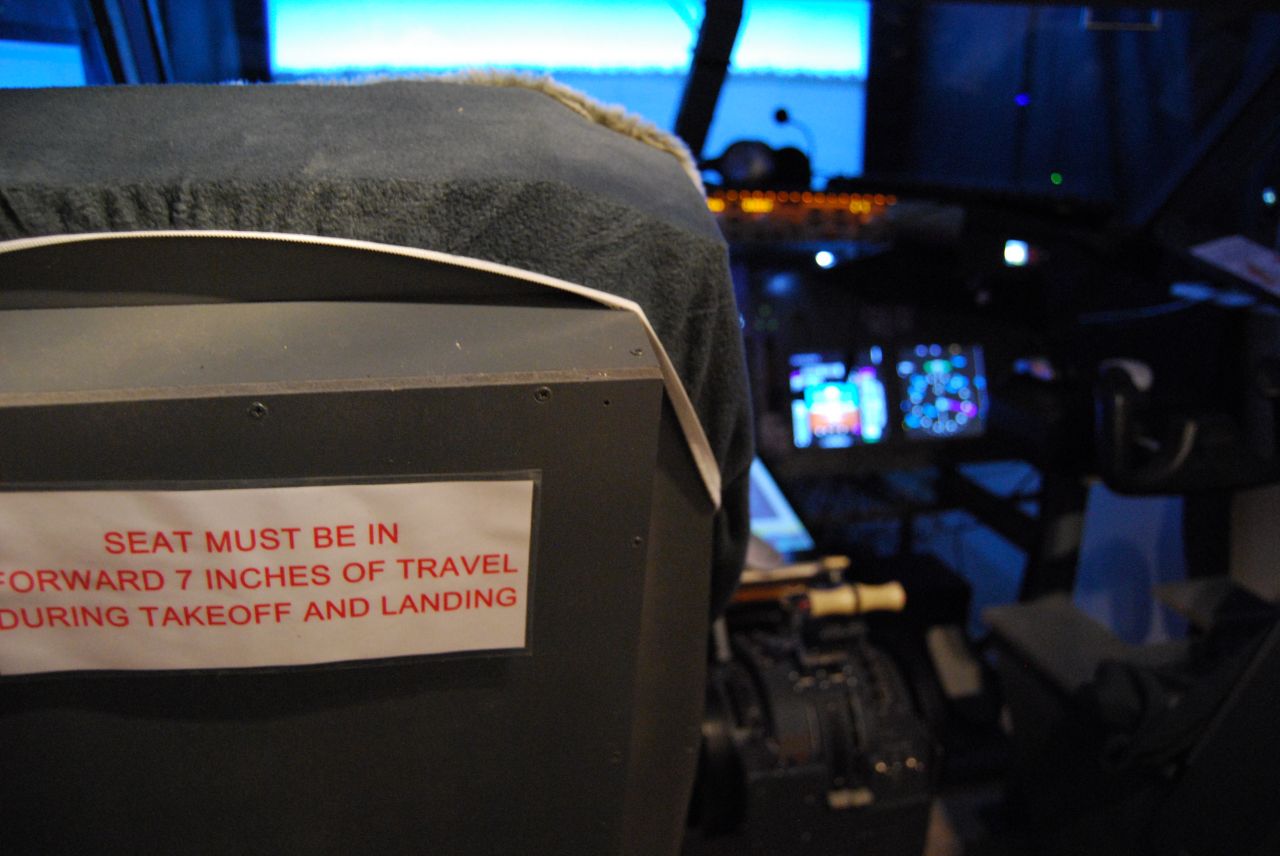 SEAT MUST BE IN
FORWARD 7 INCHES OF TRAVEL
DURING TAKEOFF AND LANDING